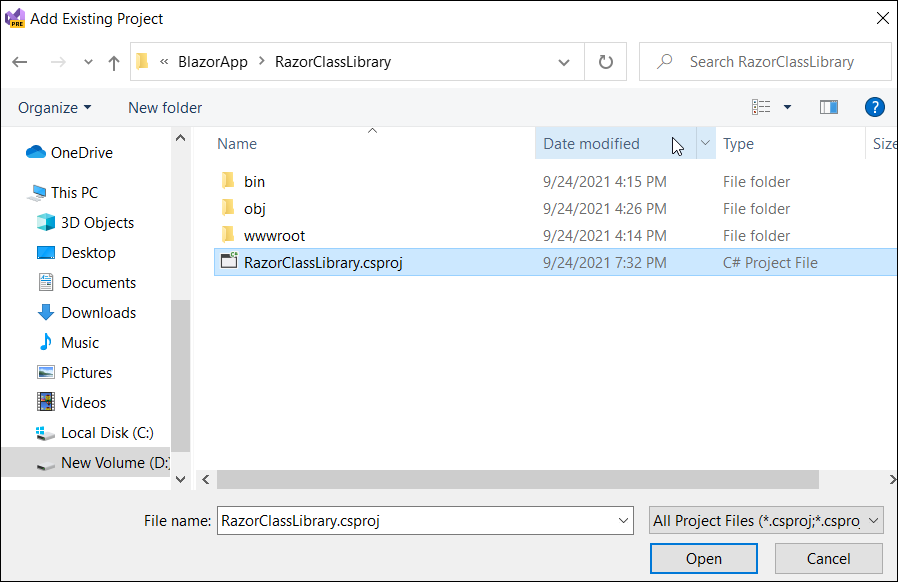 PRE Add Existing Project
« BlazorApp > RazorClassLibrary
Search RazorClassLibrary
Organize New folder ?
OneDrive
This PC
3D Objects
Desktop
Documents
Downloads
Music
Pictures
Videos
Local Disk (C:)
New Volume (D:)
Name Date modified Type Size
bin 9/24/2021 4:15 PM File folder
obj 9/24/2021 4:26 PM File folder
wwwroot 9/24/2021 4:14 PM File folder
RazorClassLibrary.csproj 9/24/2021 7:32 PM C# Project File
File name: RazorClassLibrary.csproj All Project Files (*.csproj;*.cspro
Open Cancel